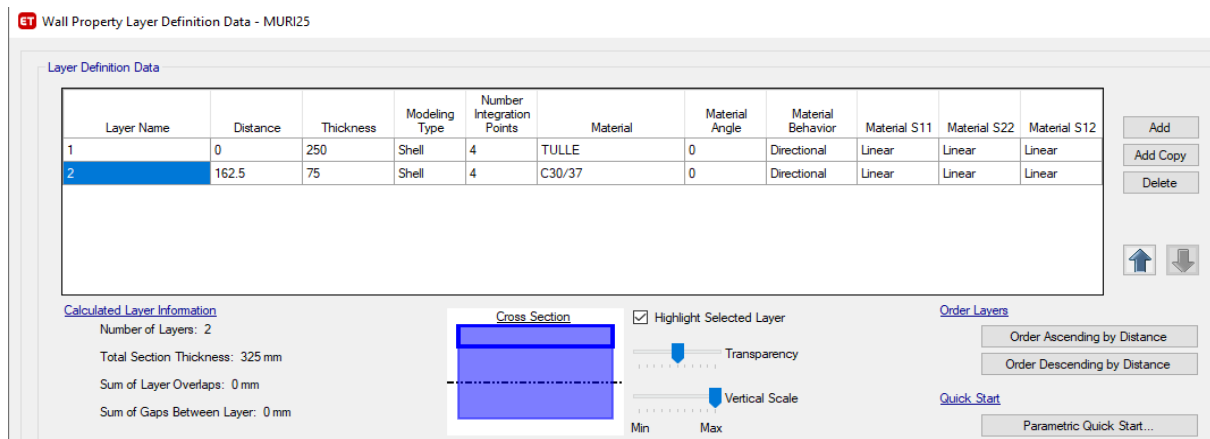 ET Wall Property Layer Definition Data - MURI25
Layer Definition Data
Layer Name Distance Thickness Modeling Type Number Integration Points Material Material Angle Material Behavior Material S11 Material S22 Material S12
1 0 250 Shell 4 TULLE 0 Directional Linear Linear Linear
2 162.5 75 Shell 4 C30/37 0 Directional Linear Linear Linear
Add
Add Copy
Delete
Calculated Layer Information
Number of Layers: 2
Total Section Thickness: 325 mm
Sum of Layer Overlaps: 0 mm
Sum of Gaps Between Layer: 0 mm
Cross Section
Highlight Selected Layer
Transparency
Vertical Scale
Min Max
Order Layers
Order Ascending by Distance
Order Descending by Distance
Quick Start
Parametric Quick Start...